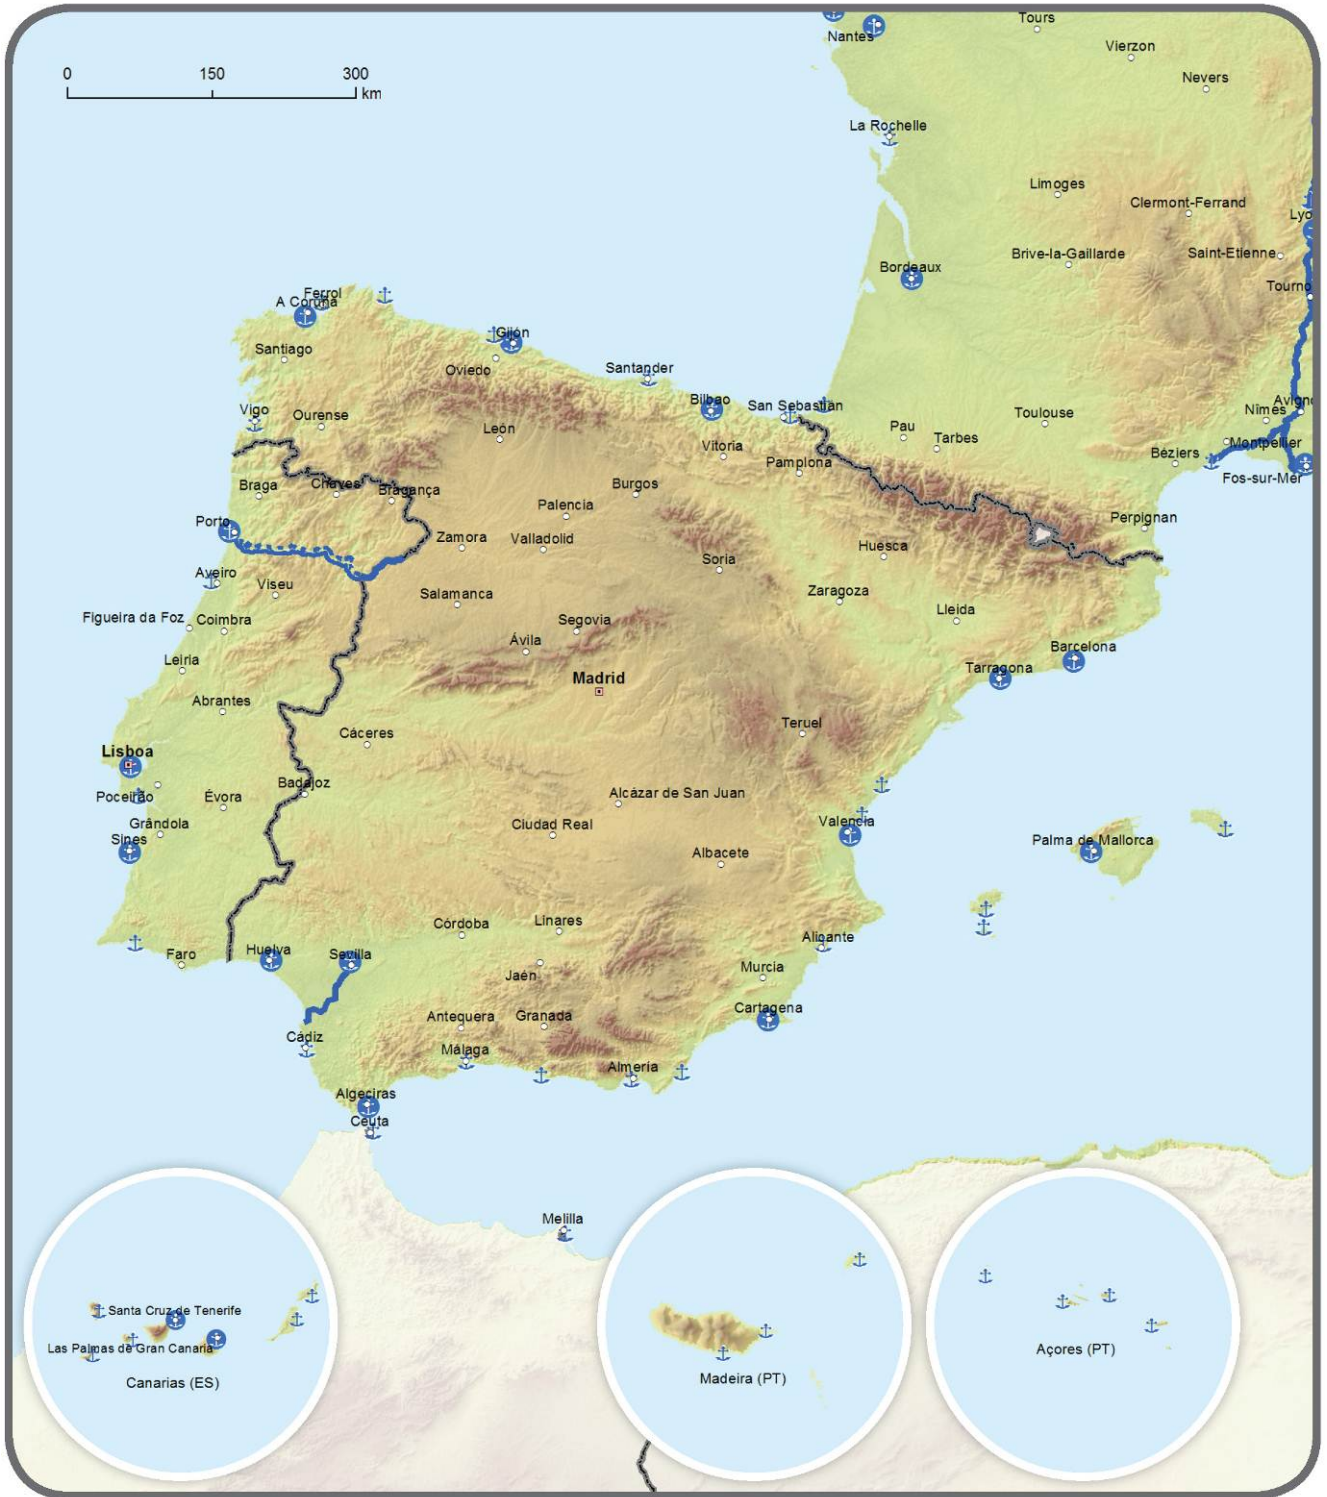 Tours
Nantes
Vierzon
0 150 300
km
Nevers
La Rochelle
Limoges
Clermont-Ferrand
Lyo
Brive-la-Gaillarde
Saint-Etienne
Bordeaux
Tourno
Ferrol
A Coruña
Gijón
Santiago
Oviedo
Santander
Bilbao
San Sebastián
Avigno
Nîmes
Vigo
Ourense
Toulouse
León
Pau
Tarbes
Vitoria
Montpellier
Béziers
Pamplona
Fos-sur-Mer
Braga
Chaves
Bragança
Burgos
Palencia
Perpignan
Porto
Zamora
Valladolid
Huesca
Soria
Aveiro
Viseu
Salamanca
Zaragoza
Lleida
Figueira da Foz
Coimbra
Segovia
Ávila
Barcelona
Leiria
Tarragona
Madrid
Abrantes
Teruel
Cáceres
Lisboa
Badajoz
Poceirão
Évora
Alcázar de San Juan
Grândola
Ciudad Real
Valencia
Sines
Palma de Mallorca
Albacete
Córdoba
Linares
Alicante
Faro
Huelva
Sevilla
Jaén
Murcia
Cartagena
Antequera
Granada
Cádiz
Málaga
Almería
Algeciras
Ceuta
Melilla
Santa Cruz de Tenerife
Las Palmas de Gran Canaria
Canarias (ES)
Madeira (PT)
Açores (PT)